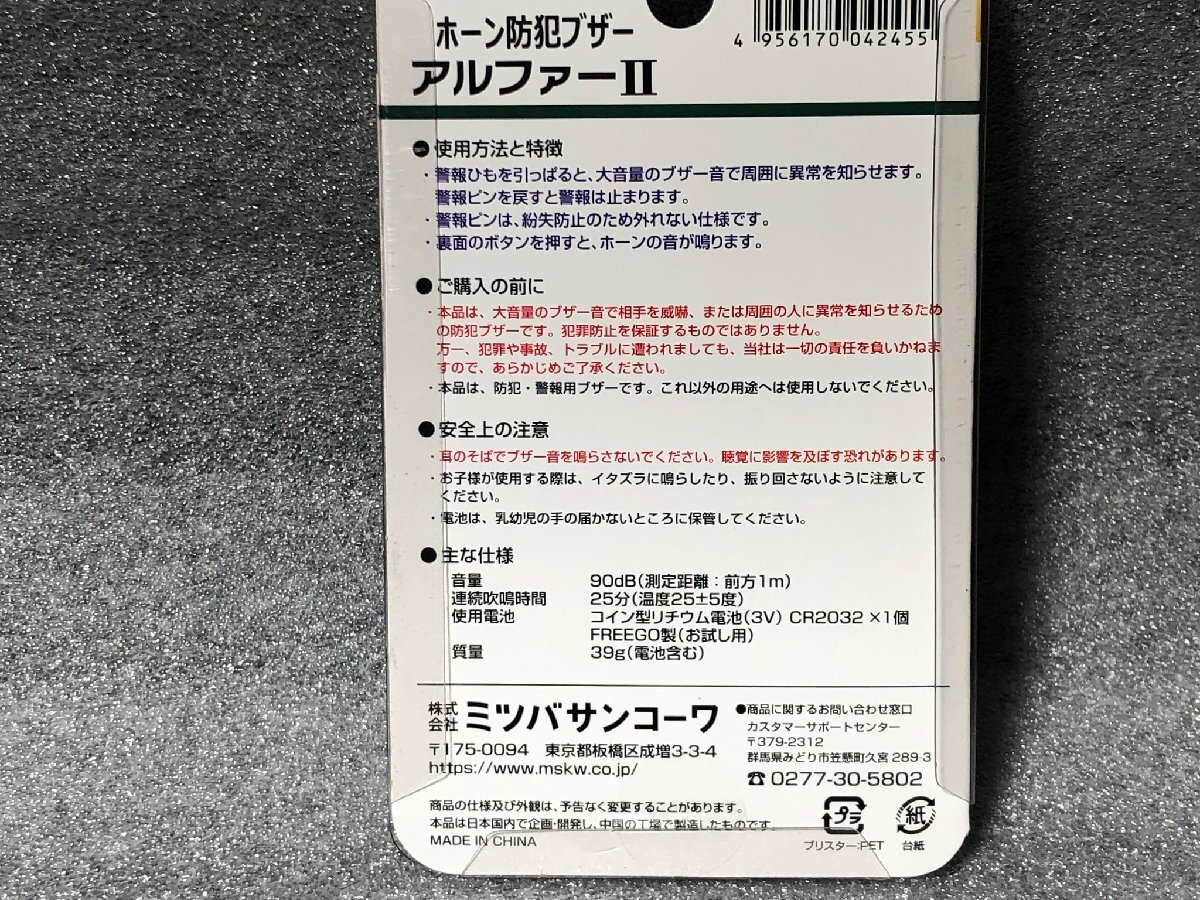 ホーン防犯ブザー
アルファーII
4 956170 042455
● 使用方法と特徴
・警報ひもを引っぱると、大音量のブザー音で周囲に異常を知らせます。
警報ピンを戻すと警報は止まります。
・警報ピンは、紛失防止のため外れない仕様です。
・裏面のボタンを押すと、ホーンの音が鳴ります。
● ご購入の前に
・本品は、大音量のブザー音で相手を威嚇、または周囲の人に異常を知らせるため
の防犯ブザーです。犯罪防止を保証するものではありません。
万一、犯罪や事故、トラブルに遭われましても、当社は一切の責任を負いかねま
すので、あらかじめご了承ください。
・本品は、防犯・警報用ブザーです。これ以外の用途へは使用しないでください。
● 安全上の注意
・耳のそばでブザー音を鳴らさないでください。聴覚に影響を及ぼす恐れがあります。
・お子様が使用する際は、イタズラに鳴らしたり、振り回さないように注意して
ください。
・電池は、乳幼児の手の届かないところに保管してください。
● 主な仕様
音量 90dB(測定距離：前方1m)
連続吹鳴時間 25分(温度25±5度)
使用電池 コイン型リチウム電池(3V) CR2032 ×1個
FREEGO製(お試し用)
質量 39g(電池含む)
株式会社 ミツバサンコーワ
〒175-0094 東京都板橋区成増3-3-4
https://www.mskw.co.jp/
●商品に関するお問い合わせ窓口
カスタマーサポートセンター
〒379-2312
群馬県みどり市笠懸町久宮289-3
☎ 0277-30-5802
商品の仕様及び外観は、予告なく変更することがあります。
本品は日本国内で企画・開発し、中国の工場で製造したものです。
MADE IN CHINA
プラ
ブリスター:PET
紙
台紙